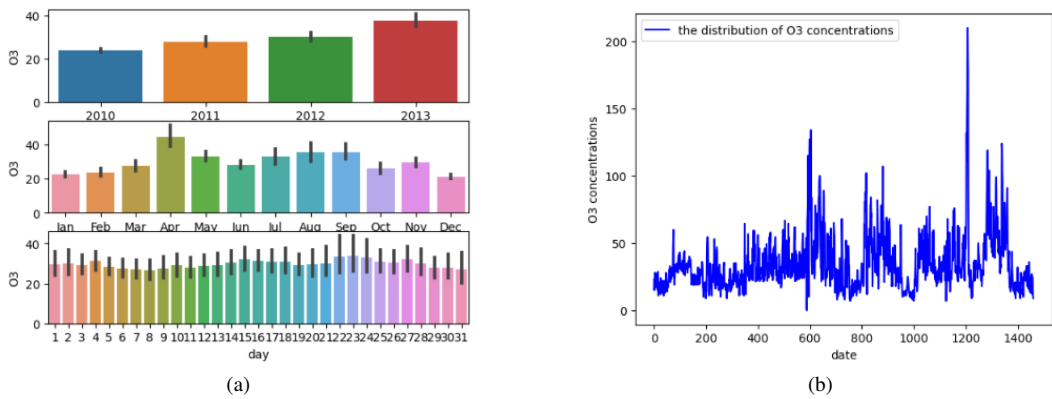 40
20
0
O3
2010 2011 2012 2013
40
20
0
O3
Jan Feb Mar Apr May Jun Jul Aug Sep Oct Nov Dec
40
20
0
O3
1 2 3 4 5 6 7 8 9 10 11 12 13 14 15 16 17 18 19 20 21 22 23 24 25 26 27 28 29 30 31
day
(a)
the distribution of O3 concentrations
200
150
100
50
0
O3 concentrations
0 200 400 600 800 1000 1200 1400
date
(b)